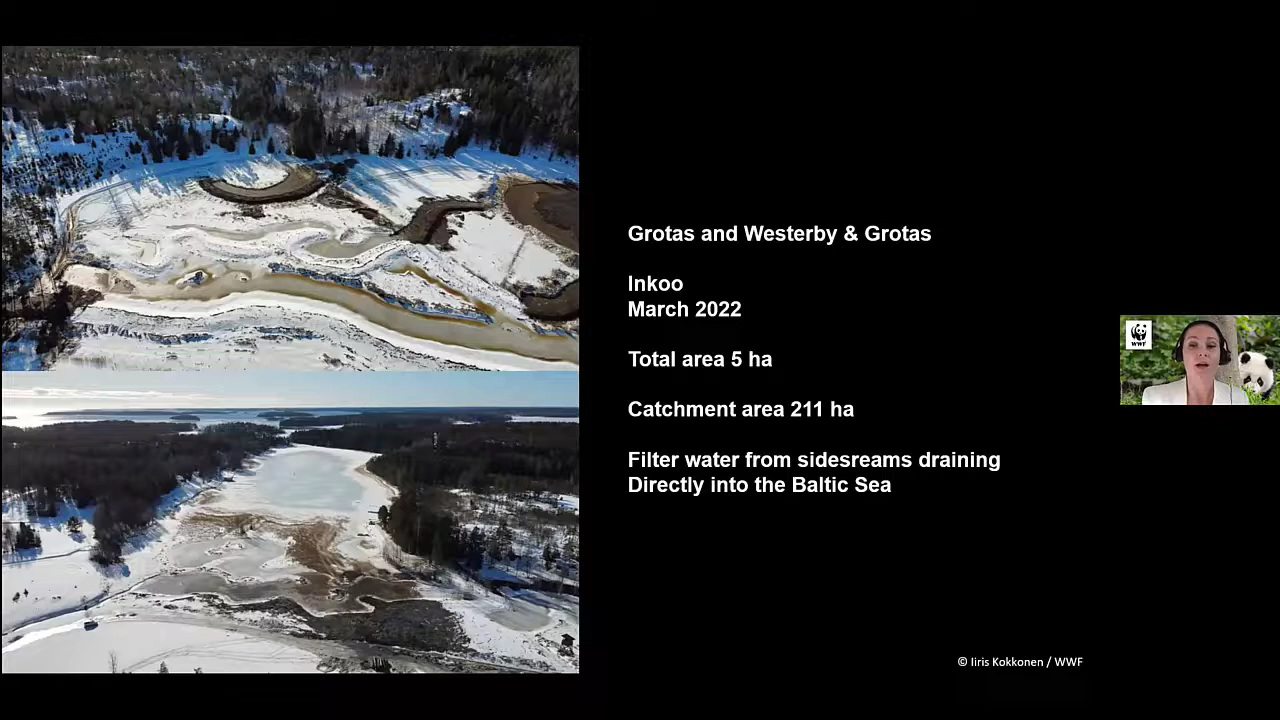 Grotas and Westerby & Grotas
Inkoo
March 2022
Total area 5 ha
Catchment area 211 ha
Filter water from sidesreams draining
Directly into the Baltic Sea
WWF
© Iiris Kokkonen / WWF